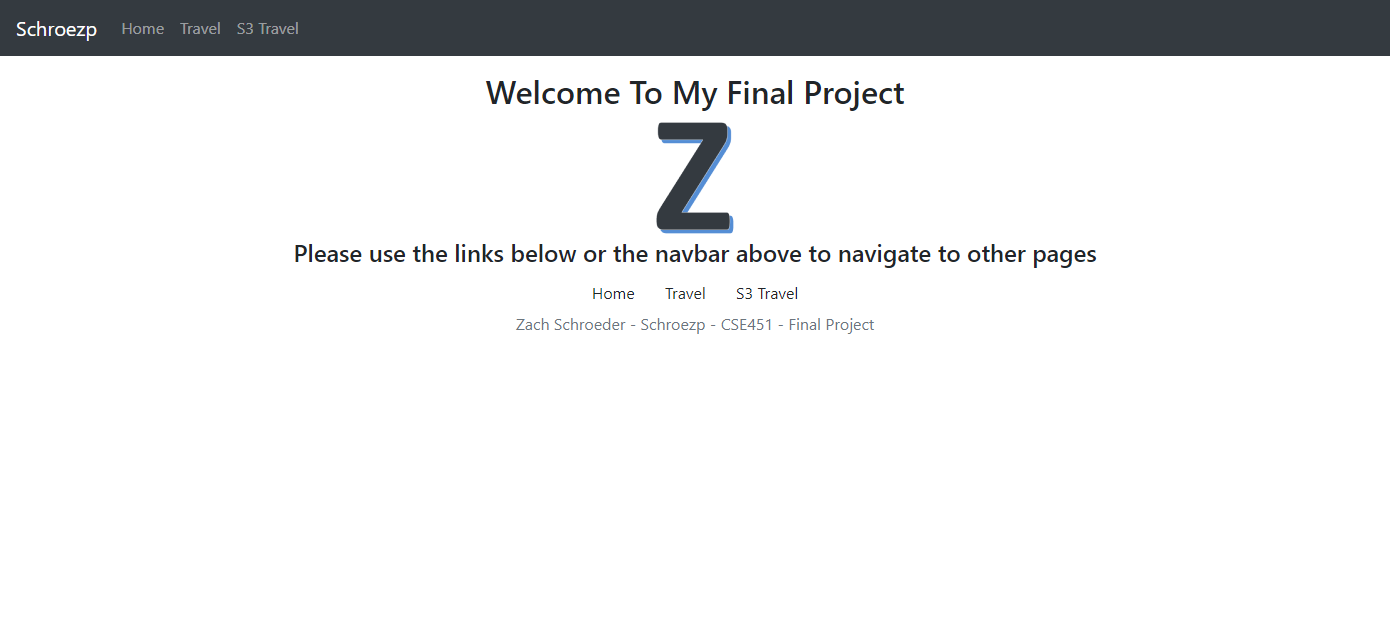 Schroezp Home Travel S3 Travel
Welcome To My Final Project
Z
Please use the links below or the navbar above to navigate to other pages
Home Travel S3 Travel
Zach Schroeder - Schroezp - CSE451 - Final Project